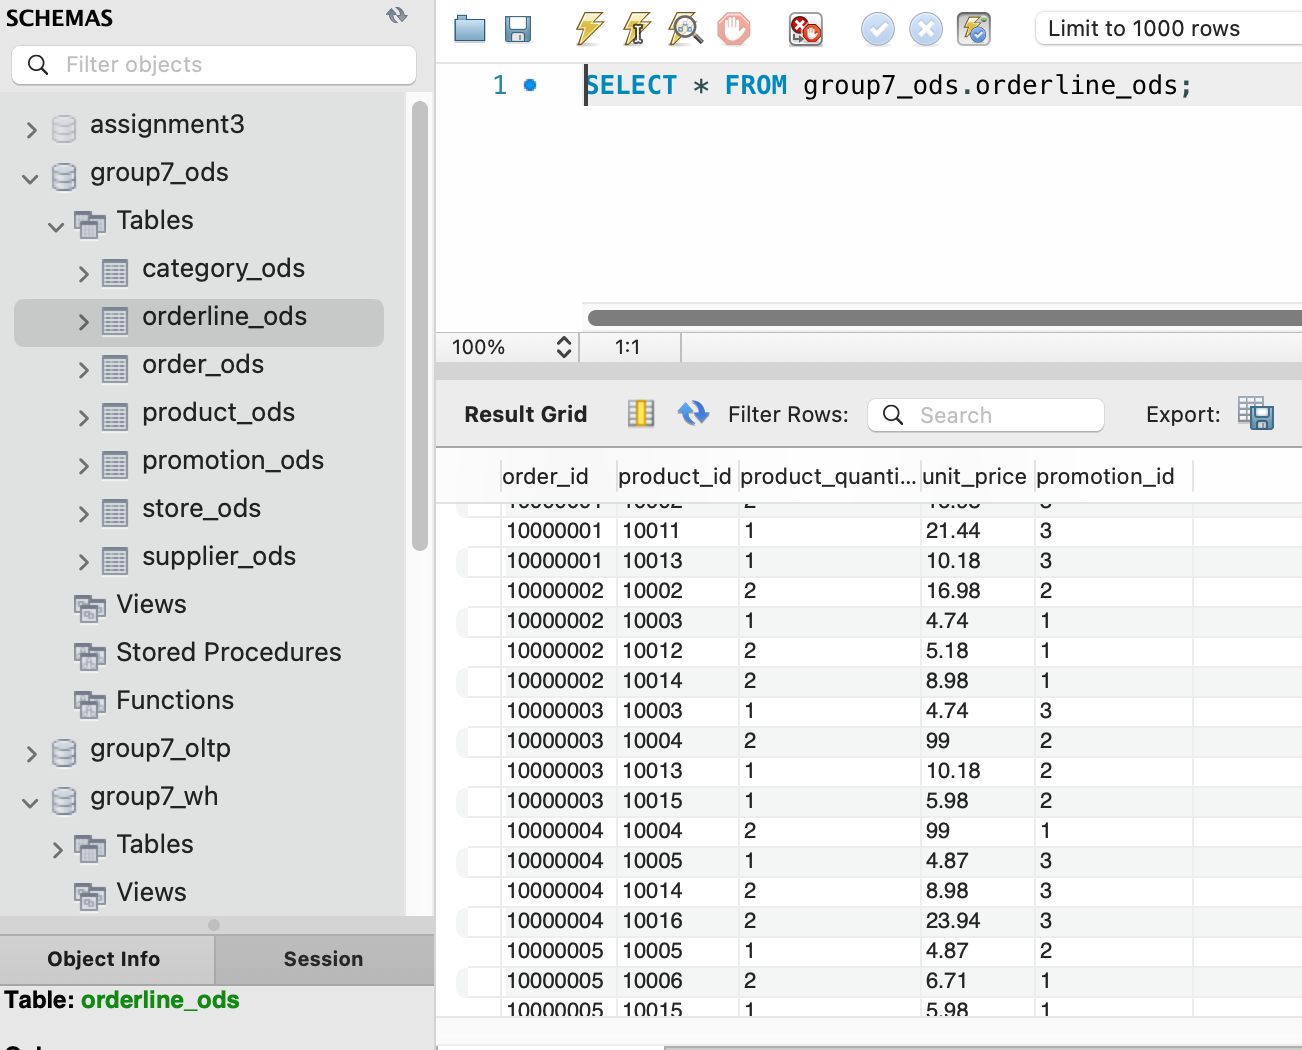 SCHEMAS
Filter objects
assignment3
group7_ods
Tables
category_ods
orderline_ods
order_ods
product_ods
promotion_ods
store_ods
supplier_ods
Views
Stored Procedures
Functions
group7_oltp
group7_wh
Tables
Views
Object Info Session
Table: orderline_ods
Limit to 1000 rows
1 SELECT * FROM group7_ods.orderline_ods;
100% 1:1
Result Grid Filter Rows: Search Export:
order_id product_id product_quanti... unit_price promotion_id
10000001 10011 1 21.44 3
10000001 10013 1 10.18 3
10000002 10002 2 16.98 2
10000002 10003 1 4.74 1
10000002 10012 2 5.18 1
10000002 10014 2 8.98 1
10000003 10003 1 4.74 3
10000003 10004 2 99 2
10000003 10013 1 10.18 2
10000003 10015 1 5.98 2
10000004 10004 2 99 1
10000004 10005 1 4.87 3
10000004 10014 2 8.98 3
10000004 10016 2 23.94 3
10000005 10005 1 4.87 2
10000005 10006 2 6.71 1
10000005 10015 1 5.98 1